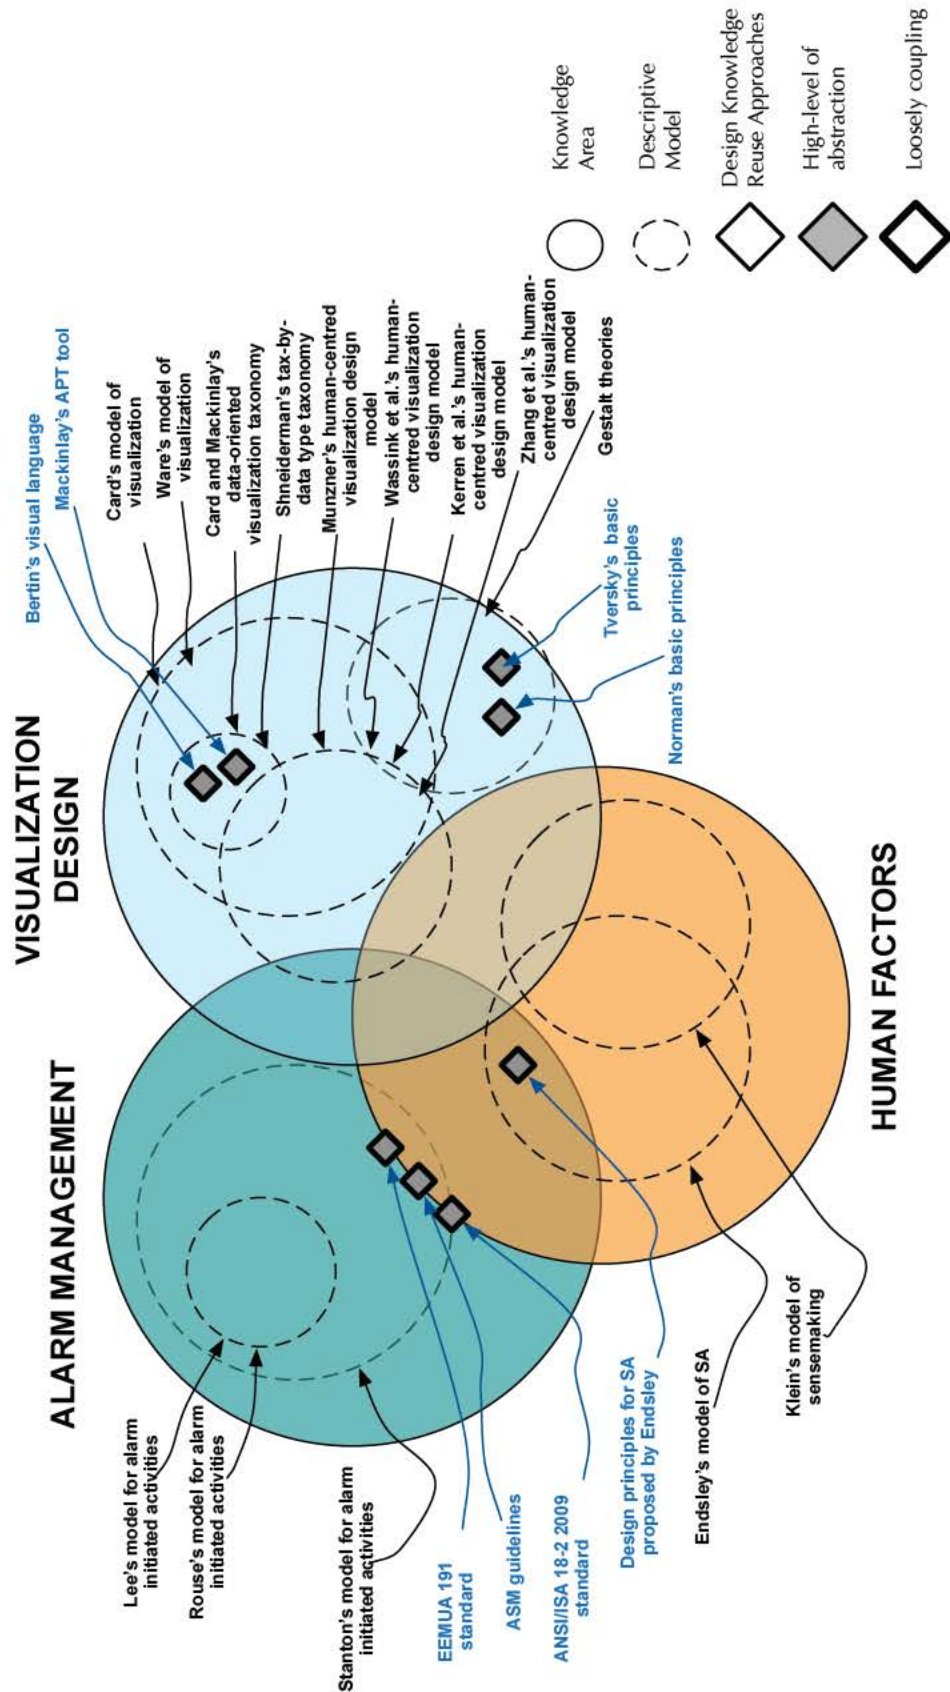 ALARM MANAGEMENT
VISUALIZATION
DESIGN
HUMAN FACTORS
Lee's model for alarm
initiated activities
Rouse's model for alarm
initiated activities
Stanton's model for alarm
initiated activities
EEMUA 191
standard
ASM guidelines
ANSI/ISA 18-2 2009
standard
Design principles for SA
proposed by Endsley
Endsley's model of SA
Klein's model of
sensemaking
Bertin's visual language
Mackinlay's APT tool
Card's model of
visualization
Ware's model of
visualization
Card and Mackinlay's
data-oriented
visualization taxonomy
Shneiderman's tax-by-
data type taxonomy
Munzner's human-centred
visualization design
model
Wassink et al.'s human-
centred visualization
design model
Kerren et al.'s human-
centred visualization
design model
Zhang et al.'s human-
centred visualization
design model
Gestalt theories
Tversky's basic
principles
Norman's basic principles
Knowledge
Area
Descriptive
Model
Design Knowledge
Reuse Approaches
High-level of
abstraction
Loosely coupling